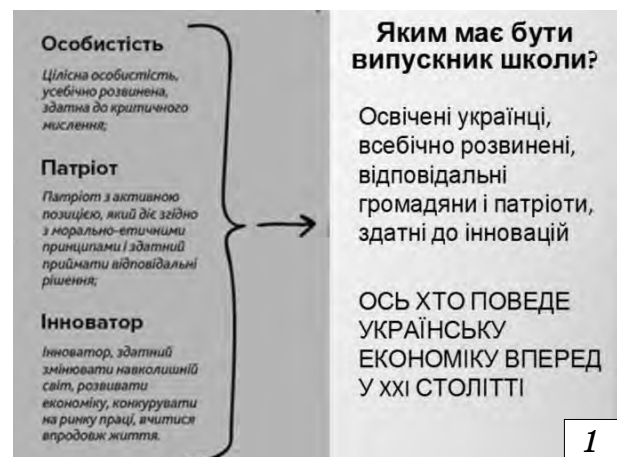 Особистість
Цілісна особистість,
усебічно розвинена,
здатна до критичного
мислення;
Патріот
Патріот з активною
позицією, який діє згідно
з морально-етичними
принципами і здатний
приймати відповідальні
рішення;
Інноватор
Інноватор, здатний
змінювати навколишній
світ, розвивати
економіку, конкурувати
на ринку праці, вчитися
впродовж життя.
Яким має бути
випускник школи?
Освічені українці,
всебічно розвинені,
відповідальні
громадяни і патріоти,
здатні до інновацій
ОСЬ ХТО ПОВЕДЕ
УКРАЇНСЬКУ
ЕКОНОМІКУ ВПЕРЕД
У XXI СТОЛІТТІ
1